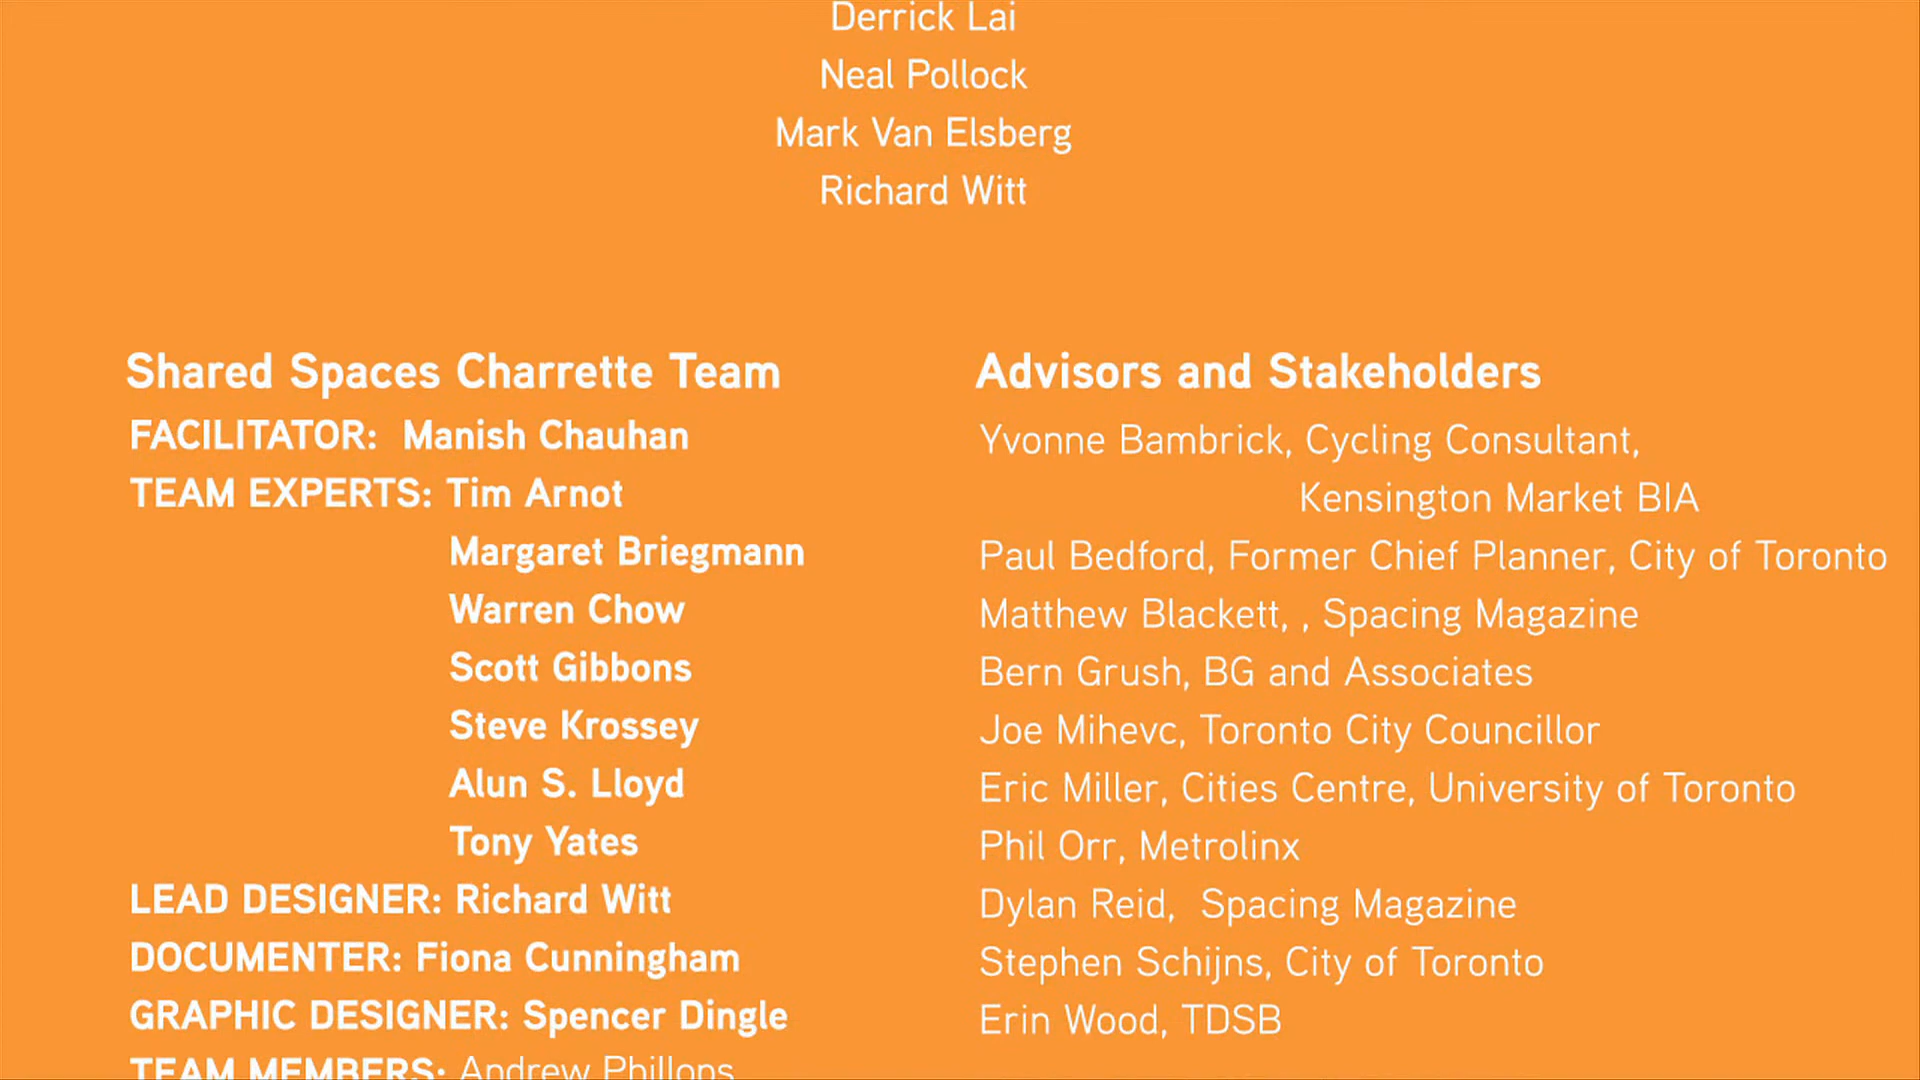 Derrick Lai
Neal Pollock
Mark Van Elsberg
Richard Witt
Shared Spaces Charrette Team
FACILITATOR: Manish Chauhan
TEAM EXPERTS: Tim Arnot
Margaret Briegmann
Warren Chow
Scott Gibbons
Steve Krossey
Alun S. Lloyd
Tony Yates
LEAD DESIGNER: Richard Witt
DOCUMENTER: Fiona Cunningham
GRAPHIC DESIGNER: Spencer Dingle
TEAM MEMBERS: Andrew Phillops
Advisors and Stakeholders
Yvonne Bambrick, Cycling Consultant,
Kensington Market BIA
Paul Bedford, Former Chief Planner, City of Toronto
Matthew Blackett, , Spacing Magazine
Bern Grush, BG and Associates
Joe Mihevc, Toronto City Councillor
Eric Miller, Cities Centre, University of Toronto
Phil Orr, Metrolinx
Dylan Reid, Spacing Magazine
Stephen Schijns, City of Toronto
Erin Wood, TDSB